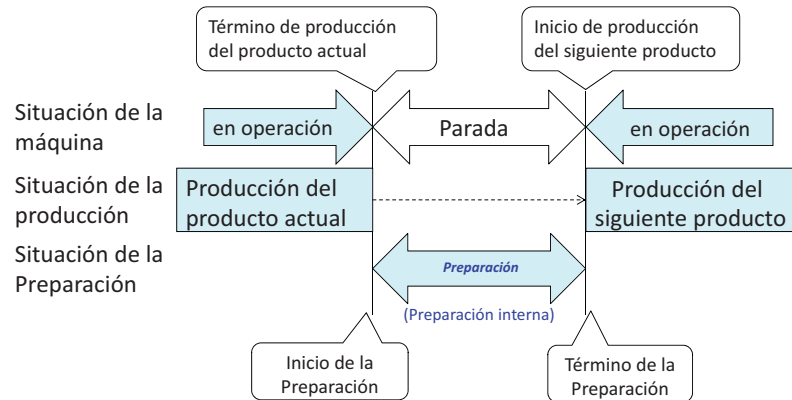 Término de producción
del producto actual
Inicio de producción
del siguiente producto
Situación de la
máquina
en operación
Parada
en operación
Situación de la
producción
Producción del
producto actual
Producción del
siguiente producto
Situación de la
Preparación
Preparación
(Preparación interna)
Inicio de la
Preparación
Término de la
Preparación